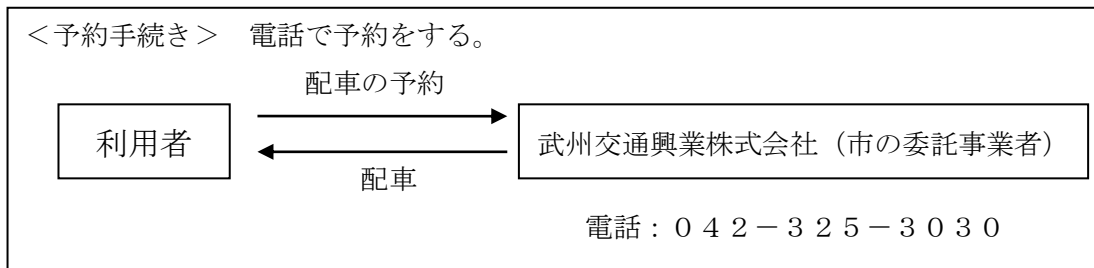 ＜予約手続き＞　電話で予約をする。
配車の予約
利用者
武州交通興業株式会社（市の委託事業者）
配車
電話：０４２－３２５－３０３０